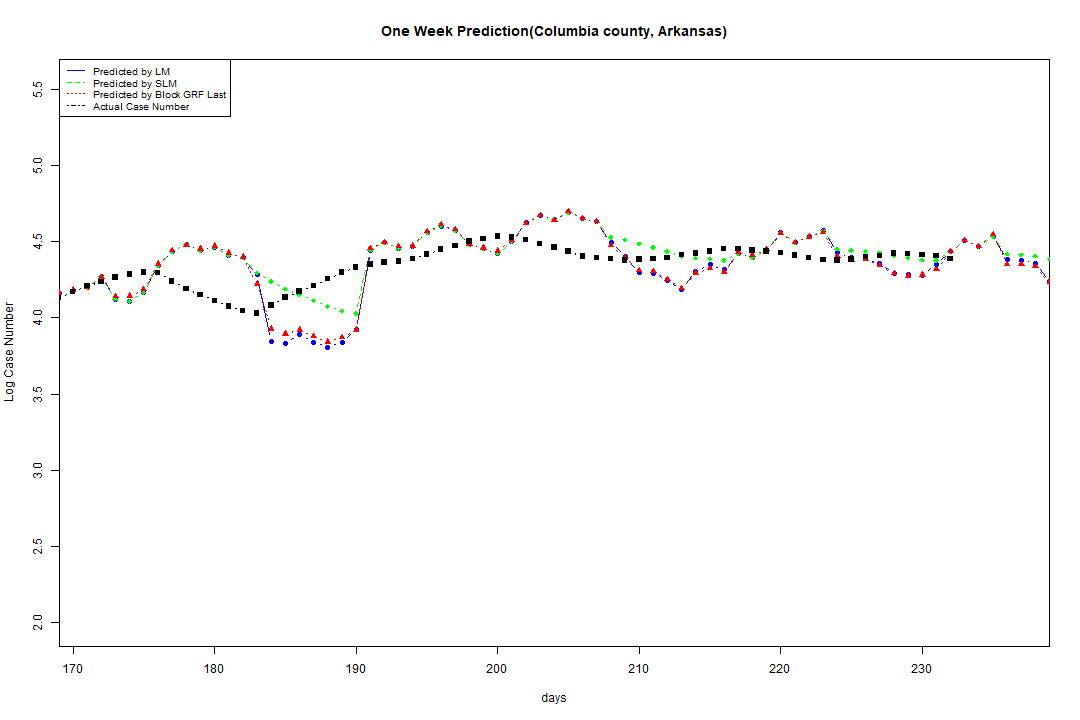 One Week Prediction(Columbia county, Arkansas)
Predicted by LM
Predicted by SLM
Predicted by Block GRF Last
Actual Case Number
5.5
5.0
4.5
4.0
3.5
3.0
2.5
2.0
Log Case Number
170 180 190 200 210 220 230
days